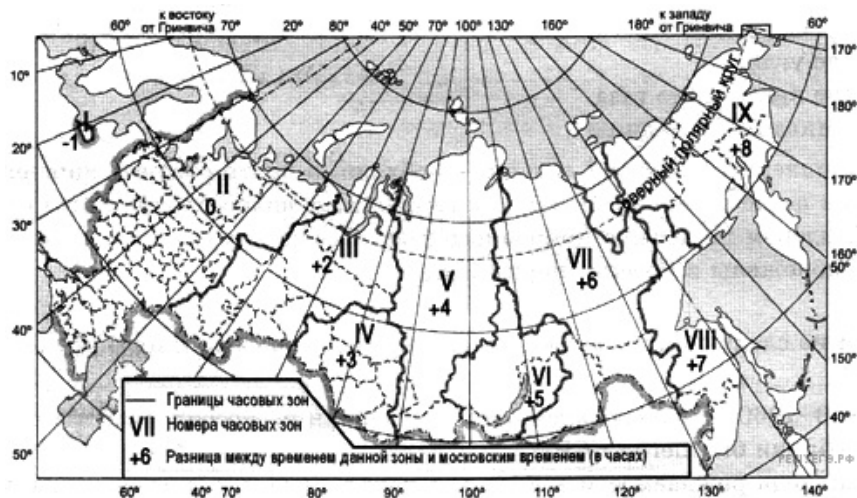 к востоку
от Гринвича
к западу
от Гринвича
60° 70° 20° 80° 40° 50° 70° 100° 130° 160° 180° 60°
10°
20°
30°
40°
50°
170°
180°
170°
160°
150°
40°
Северный полярный круг
I
-1
II
0
III
+2
IV
+3
V
+4
VI
+5
VII
+6
VIII
+7
IX
+8
Границы часовых зон
VII Номера часовых зон
+6 Разница между временем данной зоны и московским временем (в часах)
60° 70° 80° 90° 100° 110° 120° 130° 140°